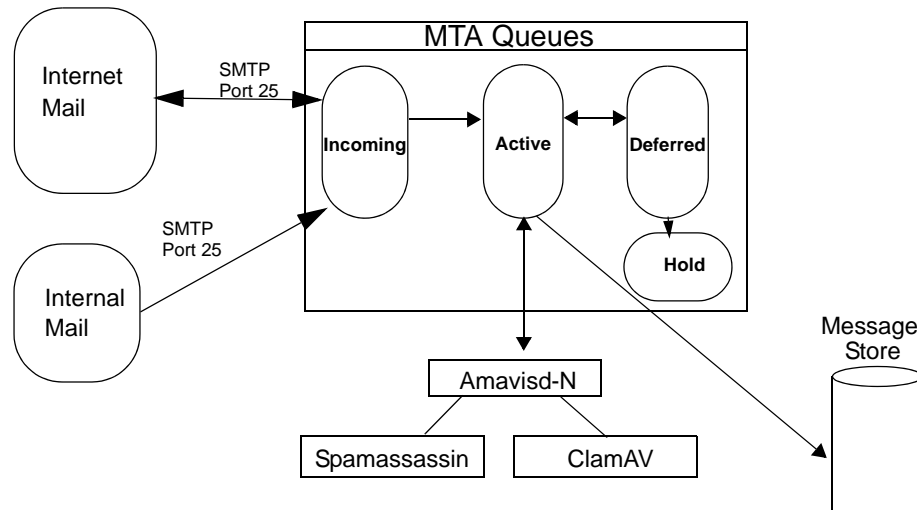 MTA Queues
Internet
Mail
SMTP
Port 25
Incoming
Active
Deferred
Hold
SMTP
Port 25
Internal
Mail
Message
Store
Amavisd-N
Spamassassin
ClamAV